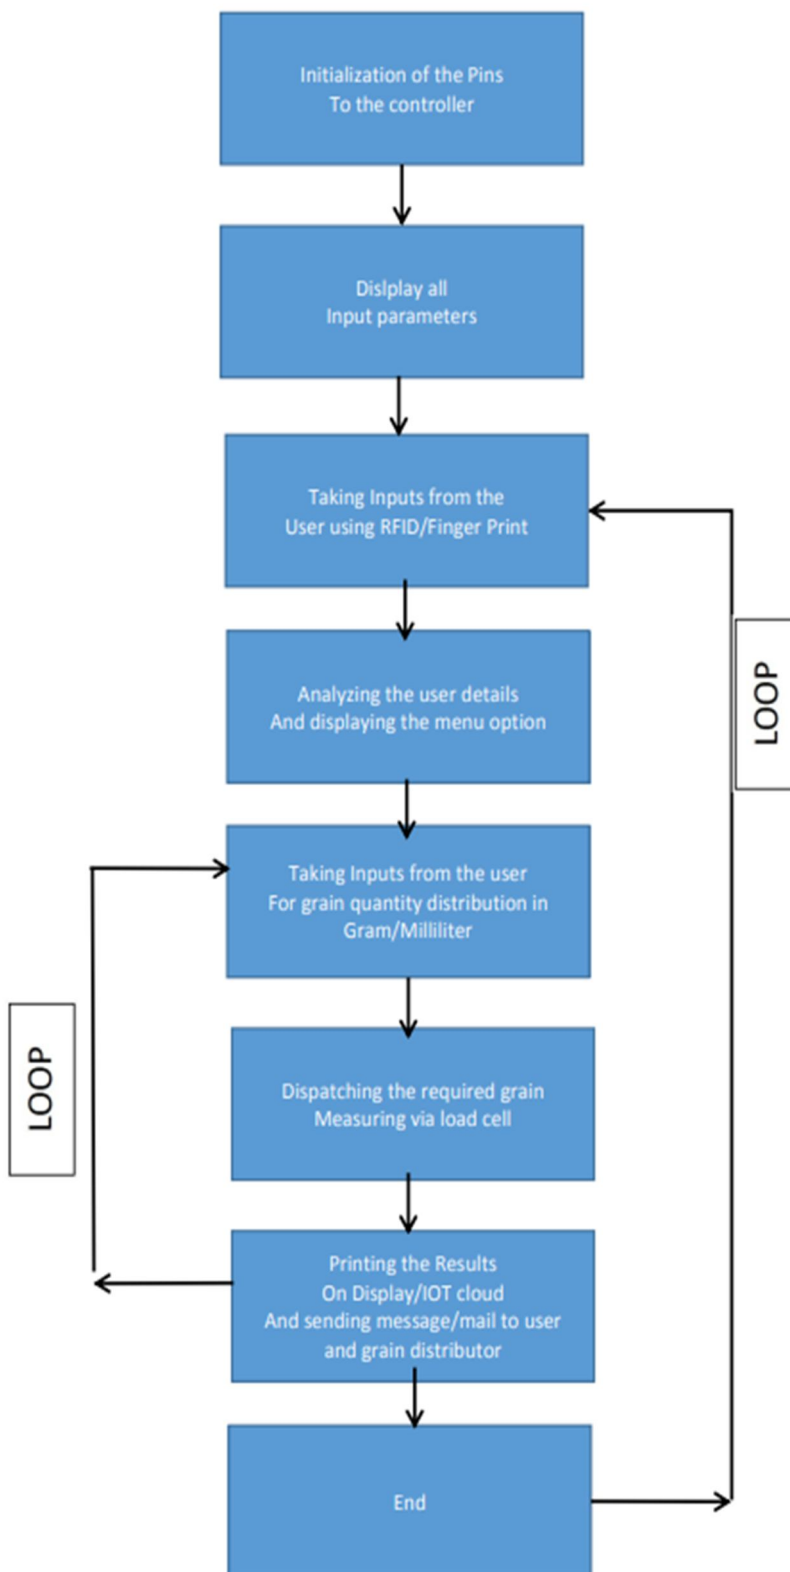 Initialization of the Pins
To the controller
Dislplay all
Input parameters
Taking Inputs from the
User using RFID/Finger Print
Analyzing the user details
And displaying the menu option
LOOP
Taking Inputs from the user
For grain quantity distribution in
Gram/Milliliter
LOOP
Dispatching the required grain
Measuring via load cell
Printing the Results
On Display/IOT cloud
And sending message/mail to user
and grain distributor
End